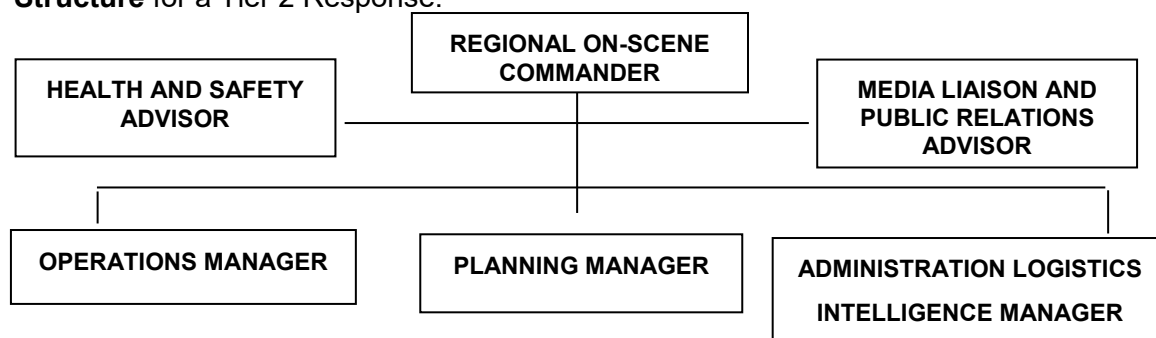 Structure for a Tier 2 Response.
REGIONAL ON-SCENE
COMMANDER
HEALTH AND SAFETY
ADVISOR
MEDIA LIAISON AND
PUBLIC RELATIONS
ADVISOR
OPERATIONS MANAGER
PLANNING MANAGER
ADMINISTRATION LOGISTICS
INTELLIGENCE MANAGER